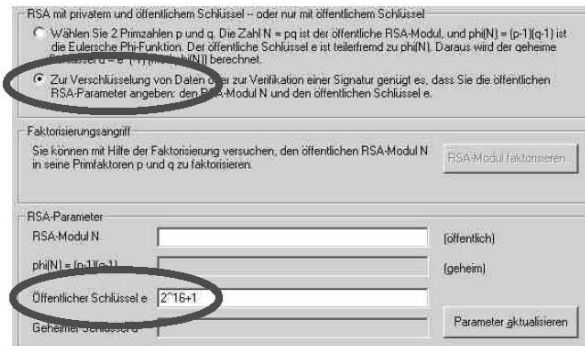 RSA mit privatem und öffentlichem Schlüssel -- oder nur mit öffentlichem Schlüssel
Wählen Sie 2 Primzahlen p und q. Die Zahl N = pq ist der öffentliche RSA-Modul, und phi(N) = (p-1)(q-1) ist
die Eulersche Phi-Funktion. Der öffentliche Schlüssel e ist teilerfremd zu phi(N). Daraus wird der geheime
berechnet.
Zur Verschlüsselung von Daten oder zur Verifikation einer Signatur genügt es, dass Sie die öffentlichen
RSA-Parameter angeben: den RSA-Modul N und den öffentlichen Schlüssel e.
Faktorisierungsangriff
Sie können mit Hilfe der Faktorisierung versuchen, den öffentlichen RSA-Modul N
in seine Primfaktoren p und q zu faktorisieren.
RSA-Modul faktorisieren...
RSA-Parameter
RSA-Modul N
(öffentlich)
phi(N) = (p-1)(q-1)
(geheim)
Öffentlicher Schlüssel e
2^16+1
Geheimer Schlüssel d
Parameter aktualisieren